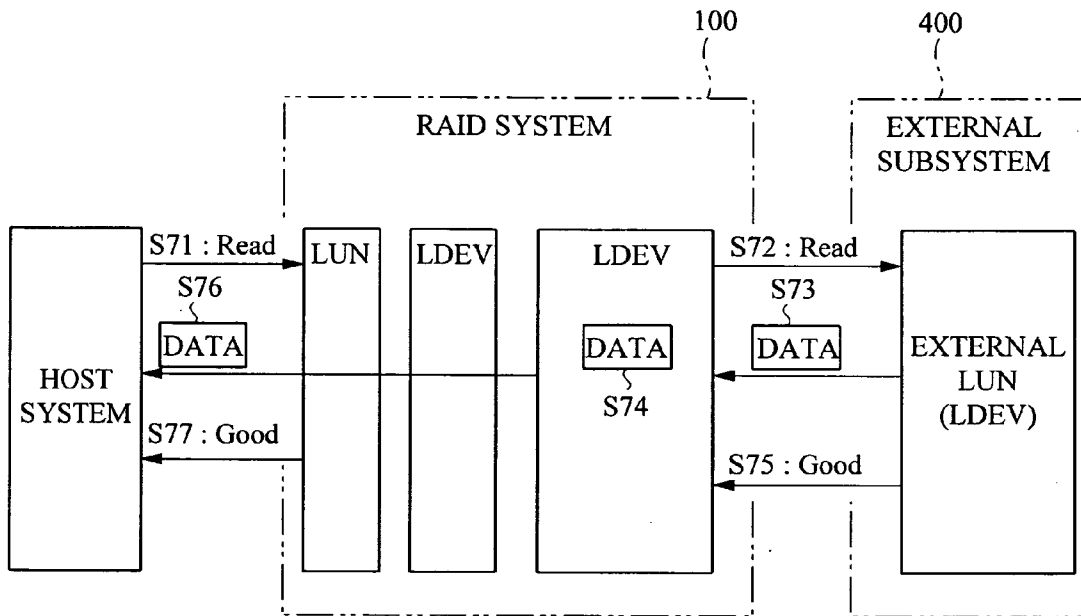 100
400
RAID SYSTEM
EXTERNAL
SUBSYSTEM
S71 : Read
LUN
LDEV
LDEV
S72 : Read
S76
S73
DATA
DATA
DATA
HOST
SYSTEM
S74
EXTERNAL
LUN
(LDEV)
S77 : Good
S75 : Good